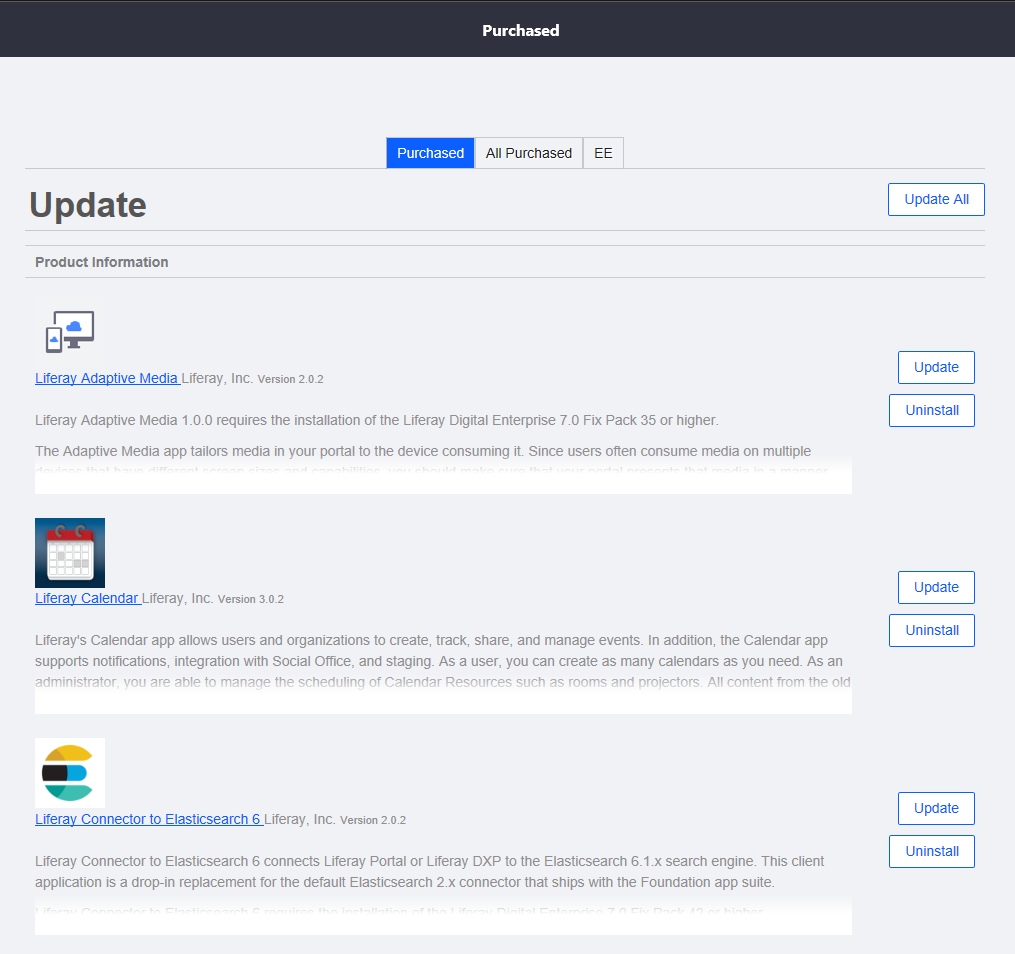 Purchased
Purchased
All Purchased
EE
Update
Update All
Product Information
Liferay Adaptive Media Liferay, Inc. Version 2.0.2
Update
Uninstall
Liferay Adaptive Media 1.0.0 requires the installation of the Liferay Digital Enterprise 7.0 Fix Pack 35 or higher.
The Adaptive Media app tailors media in your portal to the device consuming it. Since users often consume media on multiple
devices that have different screen sizes and capabilities, you should make sure that your portal presents that media in a manner
Liferay Calendar Liferay, Inc. Version 3.0.2
Update
Uninstall
Liferay's Calendar app allows users and organizations to create, track, share, and manage events. In addition, the Calendar app
supports notifications, integration with Social Office, and staging. As a user, you can create as many calendars as you need. As an
administrator, you are able to manage the scheduling of Calendar Resources such as rooms and projectors. All content from the old
Liferay Connector to Elasticsearch 6 Liferay, Inc. Version 2.0.2
Update
Uninstall
Liferay Connector to Elasticsearch 6 connects Liferay Portal or Liferay DXP to the Elasticsearch 6.1.x search engine. This client
application is a drop-in replacement for the default Elasticsearch 2.x connector that ships with the Foundation app suite.
Liferay Connector to Elasticsearch 6 requires the installation of the Liferay Digital Enterprise 7.0 Fix Pack or higher.